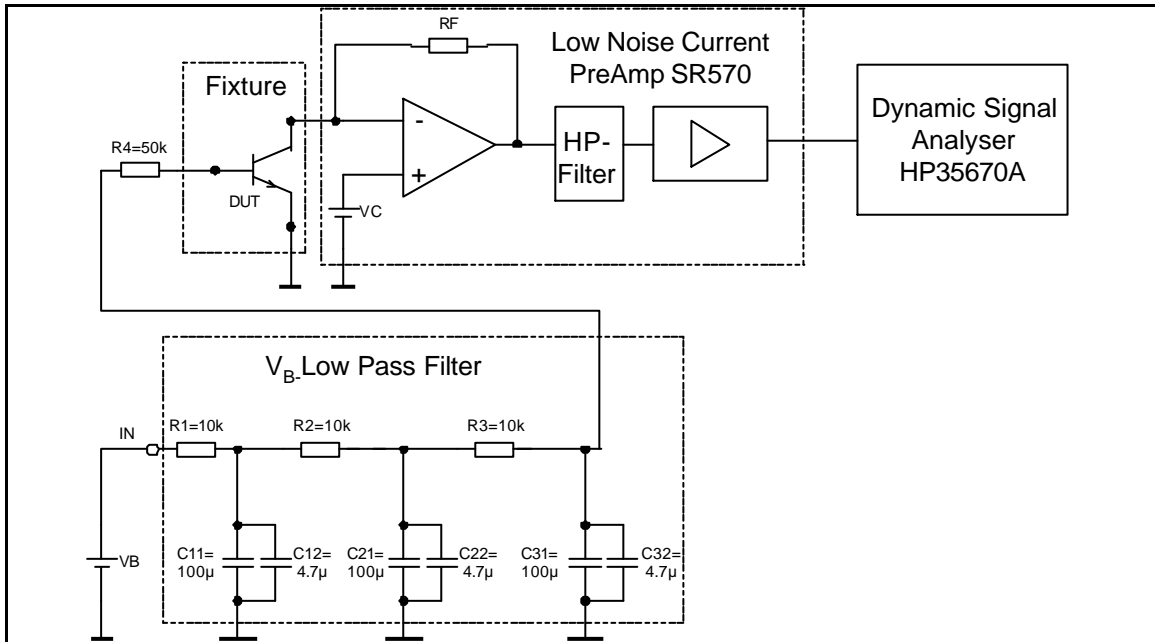 RF
Low Noise Current
PreAmp SR570
Fixture
R4=50k
DUT
-
+
VC
HP-
Filter
Dynamic Signal
Analyser
HP35670A
VB-Low Pass Filter
IN
R1=10k
R2=10k
R3=10k
VB
C11=
100µ
C12=
4.7µ
C21=
100µ
C22=
4.7µ
C31=
100µ
C32=
4.7µ